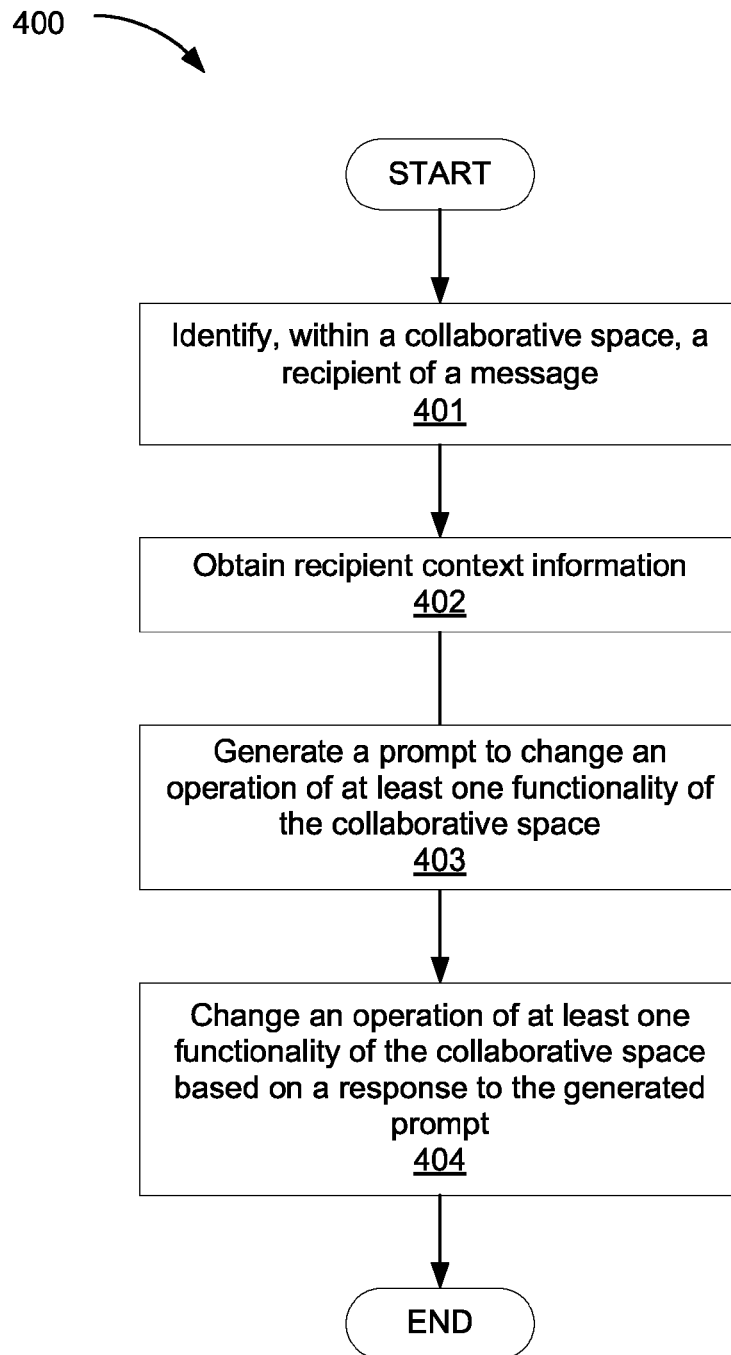 400
START
Identify, within a collaborative space, a
recipient of a message
401
Obtain recipient context information
402
Generate a prompt to change an
operation of at least one functionality of
the collaborative space
403
Change an operation of at least one
functionality of the collaborative space
based on a response to the generated
prompt
404
END